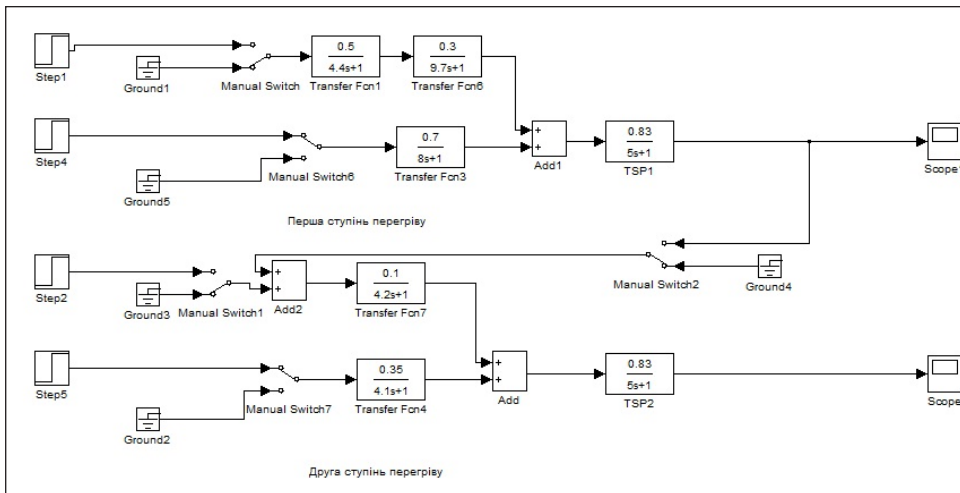 Step1
Ground1
Manual Switch
0.5
4.4s+1
Transfer Fcn1
0.3
9.7s+1
Transfer Fcn6
Step4
Ground5
Manual Switch6
0.7
8s+1
Transfer Fcn3
+
+
Add1
0.83
5s+1
TSP1
Scope1
Перша ступінь перегріву
Step2
Ground3
Manual Switch1
+
+
Add2
0.1
4.2s+1
Transfer Fcn7
Manual Switch2
Ground4
Step5
Ground2
Manual Switch7
0.35
4.1s+1
Transfer Fcn4
+
+
Add
0.83
5s+1
TSP2
Scope
Друга ступінь перегріву